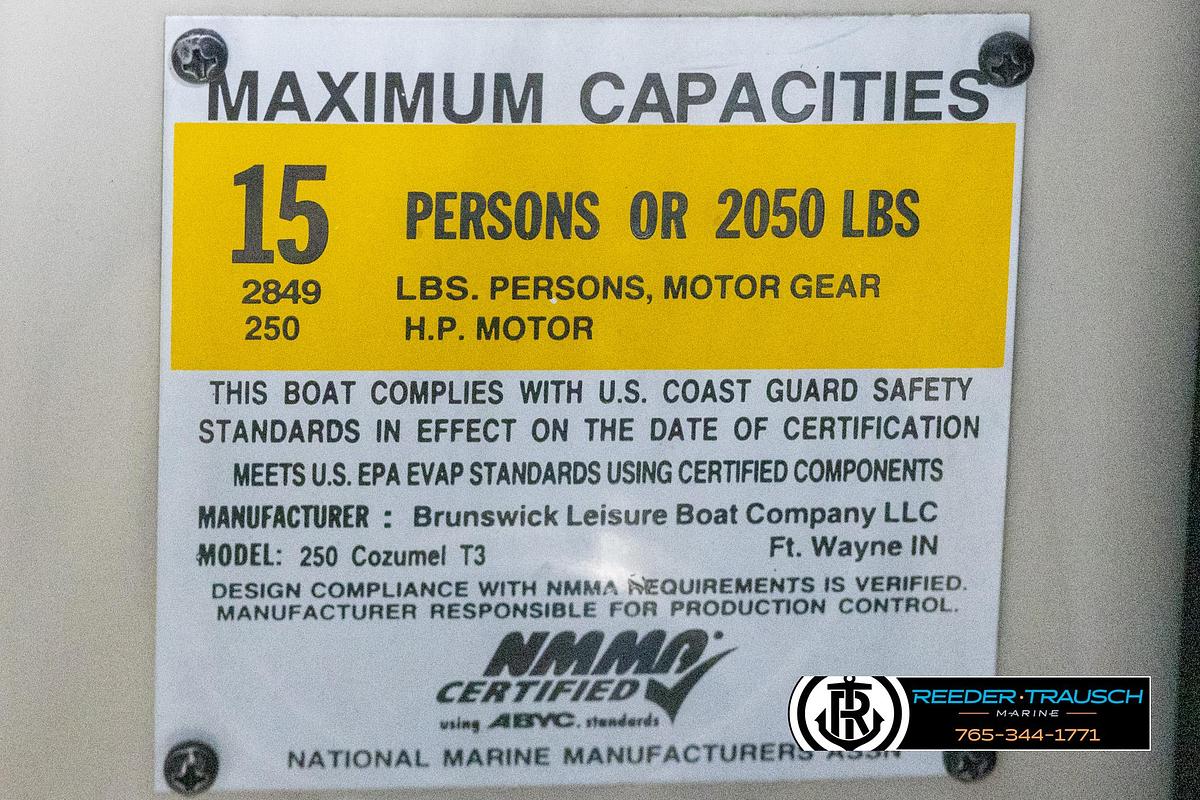 MAXIMUM CAPACITIES
15 PERSONS OR 2050 LBS
2849 LBS. PERSONS, MOTOR GEAR
250 H.P. MOTOR
THIS BOAT COMPLIES WITH U.S. COAST GUARD SAFETY
STANDARDS IN EFFECT ON THE DATE OF CERTIFICATION
MEETS U.S. EPA EVAP STANDARDS USING CERTIFIED COMPONENTS
MANUFACTURER : Brunswick Leisure Boat Company LLC
MODEL: 250 Cozumel T3 Ft. Wayne IN
DESIGN COMPLIANCE WITH NMMA REQUIREMENTS IS VERIFIED.
MANUFACTURER RESPONSIBLE FOR PRODUCTION CONTROL.
NMMA
CERTIFIED
using ABYC. standards
NATIONAL MARINE MANUFACTURERS ASSN
TR
REEDER·TRAUSCH
MARINE
765-344-1771